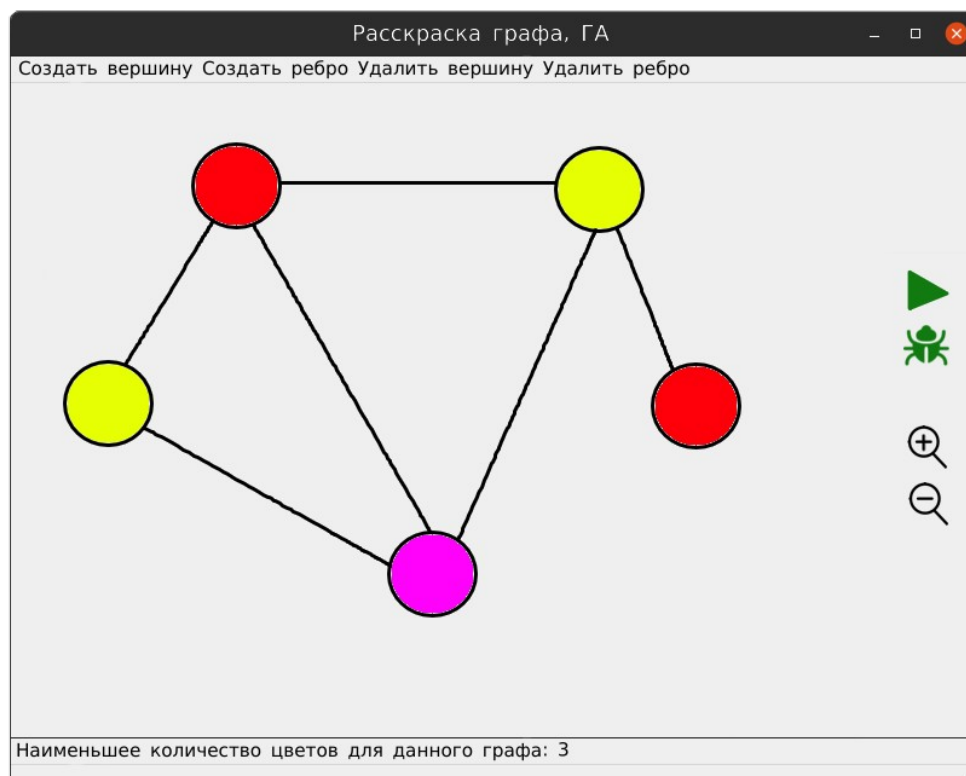 Расскраска графа, ГА
Создать вершину Создать ребро Удалить вершину Удалить ребро
Наименьшее количество цветов для данного графа: 3